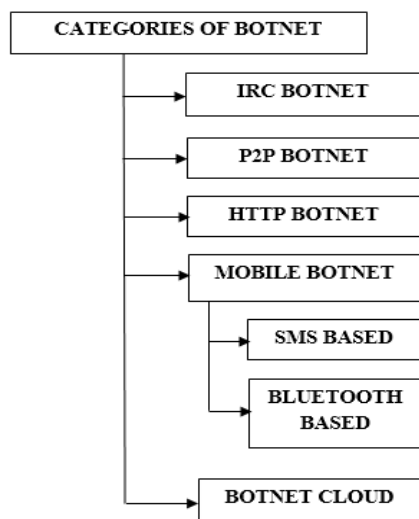 CATEGORIES OF BOTNET
IRC BOTNET
P2P BOTNET
HTTP BOTNET
MOBILE BOTNET
SMS BASED
BLUETOOTH
BASED
BOTNET CLOUD